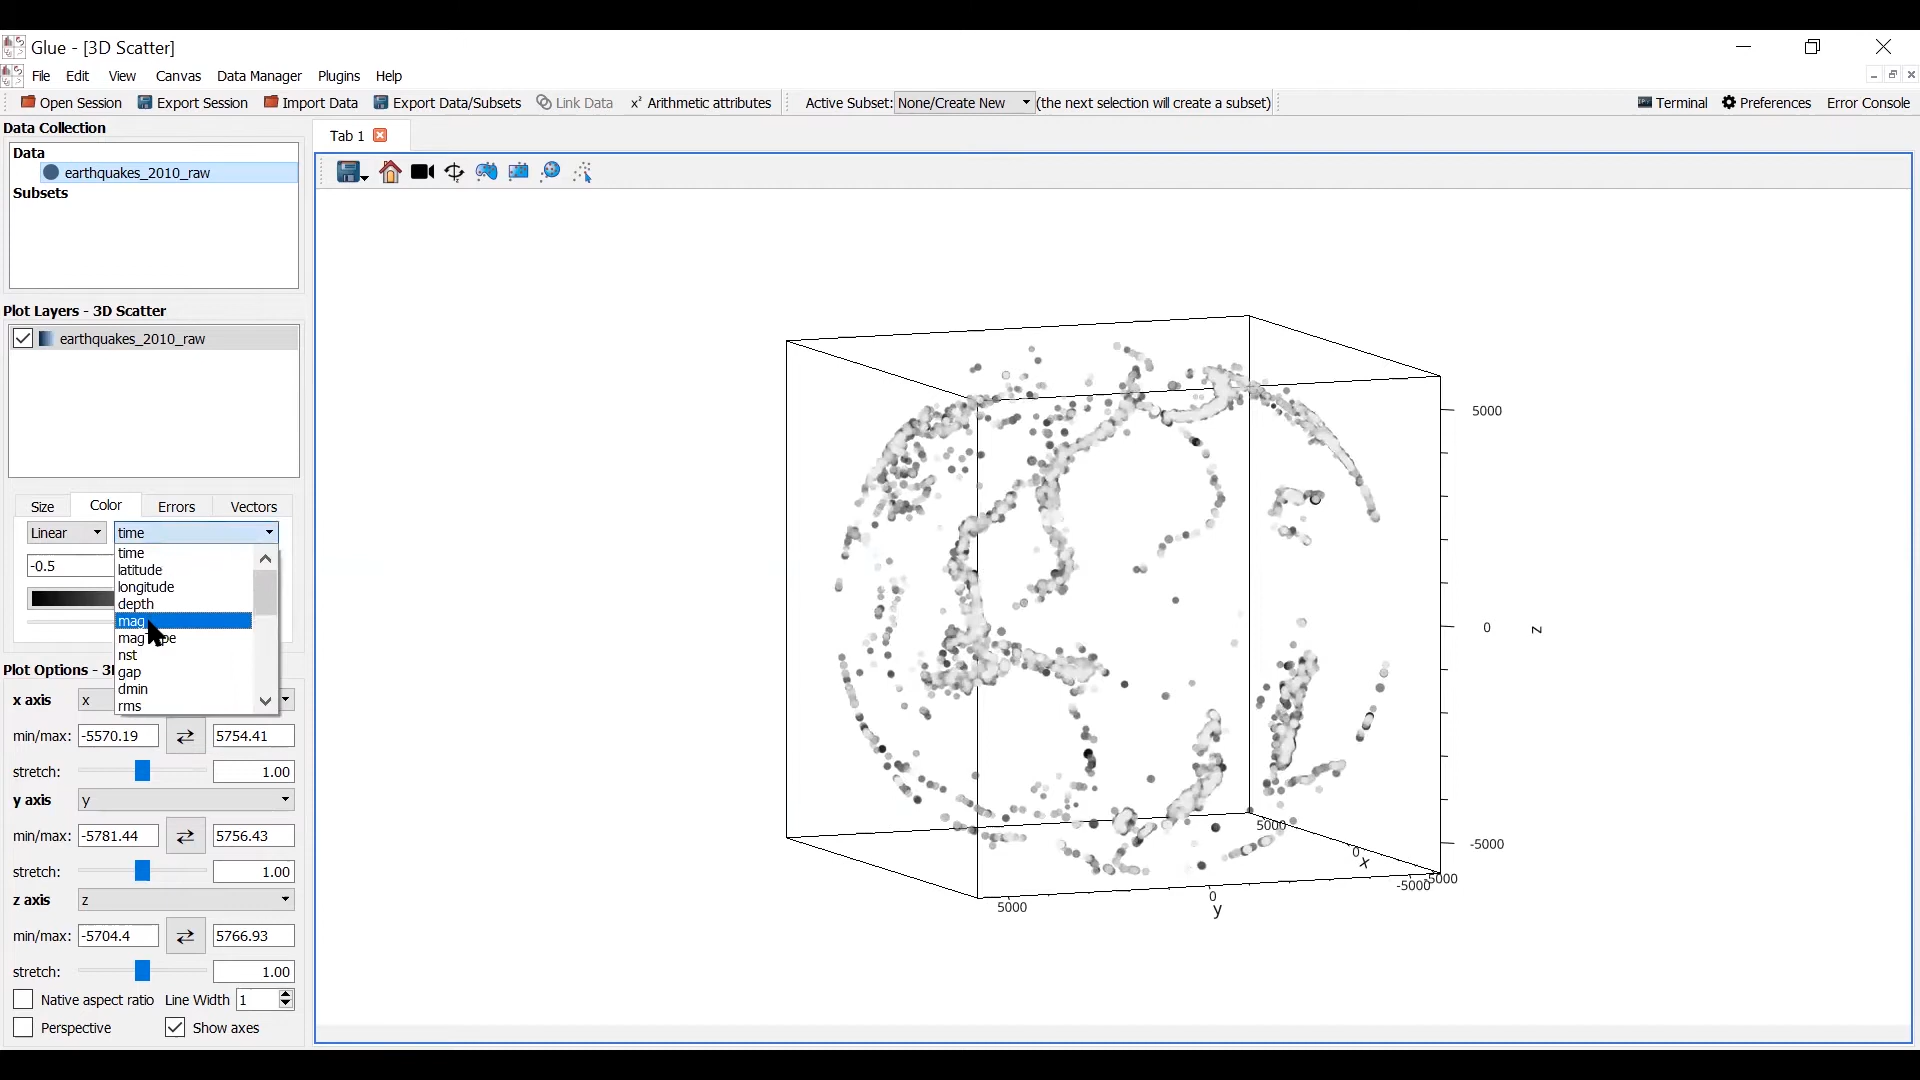 Glue - [3D Scatter]
File Edit View Canvas Data Manager Plugins Help
Open Session Export Session Import Data Export Data/Subsets Link Data x² Arithmetic attributes Active Subset: None/Create New (the next selection will create a subset) Terminal Preferences Error Console
Data Collection
Data
earthquakes_2010_raw
Subsets
Plot Layers - 3D Scatter
earthquakes_2010_raw
Size Color Errors Vectors
Linear time
-0.5
time
latitude
longitude
depth
mag
nst
gap
dmin
rms
Plot Options -
x axis x
min/max: -5570.19 5754.41
stretch: 1.00
y axis y
min/max: -5781.44 5756.43
stretch: 1.00
z axis z
min/max: -5704.4 5766.93
stretch: 1.00
Native aspect ratio Line Width 1
Perspective Show axes
Tab 1
5000
0
z
-5000
5000
0
x
-5000
5000
0
y
-5000